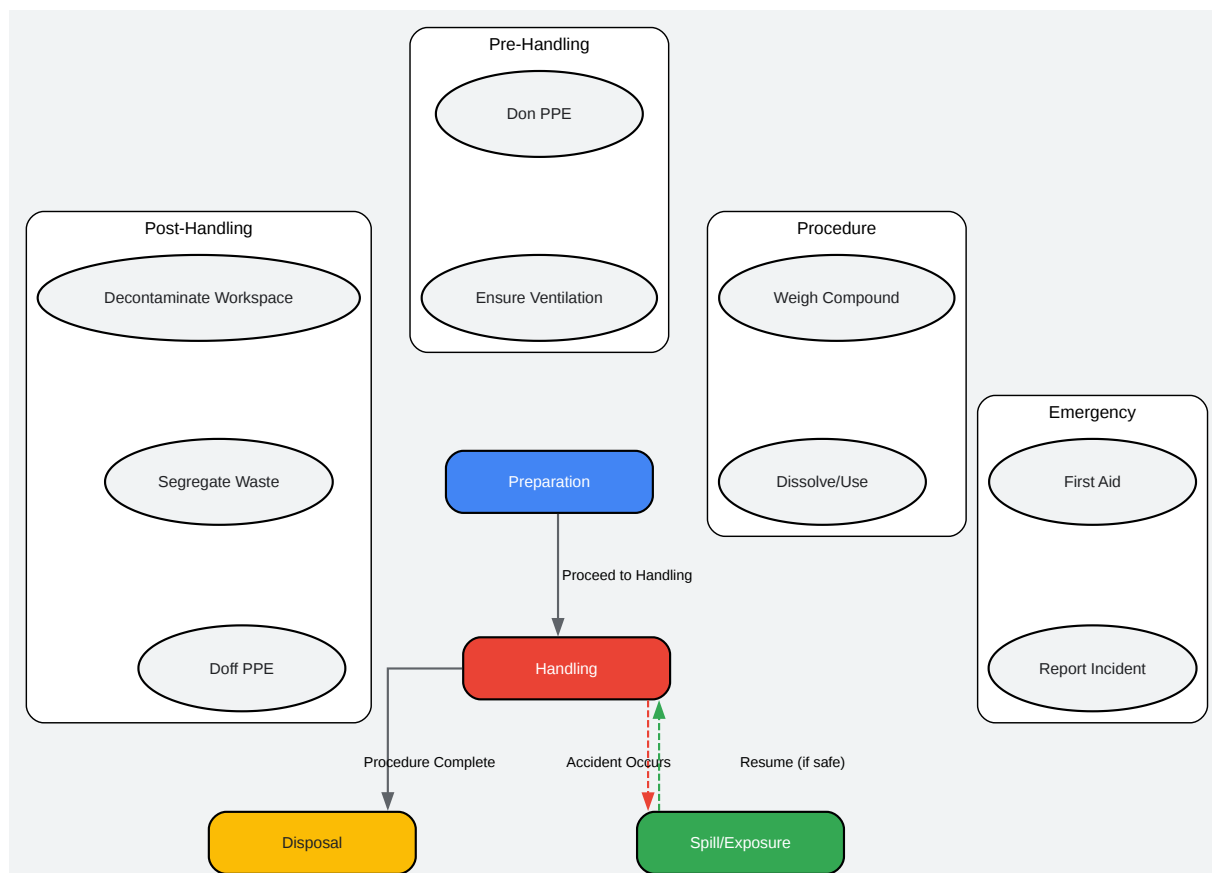 Pre-Handling
Don PPE
Ensure Ventilation
Post-Handling
Decontaminate Workspace
Segregate Waste
Doff PPE
Procedure
Weigh Compound
Dissolve/Use
Emergency
First Aid
Report Incident
Preparation
Proceed to Handling
Handling
Procedure Complete
Accident Occurs
Resume (if safe)
Disposal
Spill/Exposure